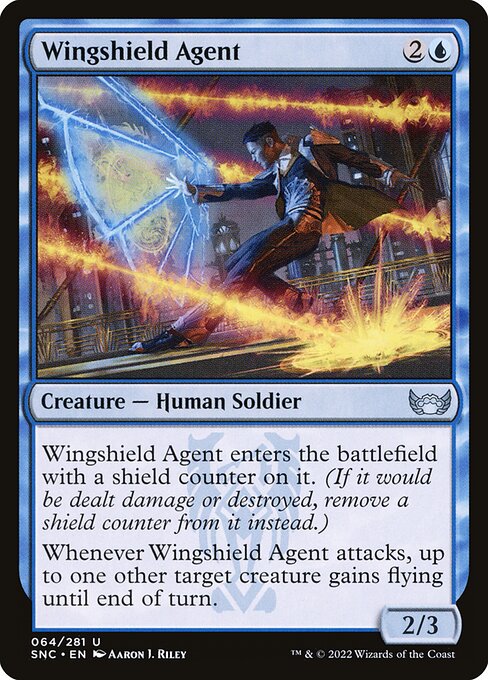 Wingshield Agent 2
Creature — Human Soldier
Wingshield Agent enters the battlefield
with a shield counter on it. (If it would
be dealt damage or destroyed, remove a
shield counter from it instead.)
Whenever Wingshield Agent attacks, up
to one other target creature gains flying
until end of turn.
2/3
064/281 U
SNC • EN AARON J. RILEY ™ & © 2022 Wizards of the Coast